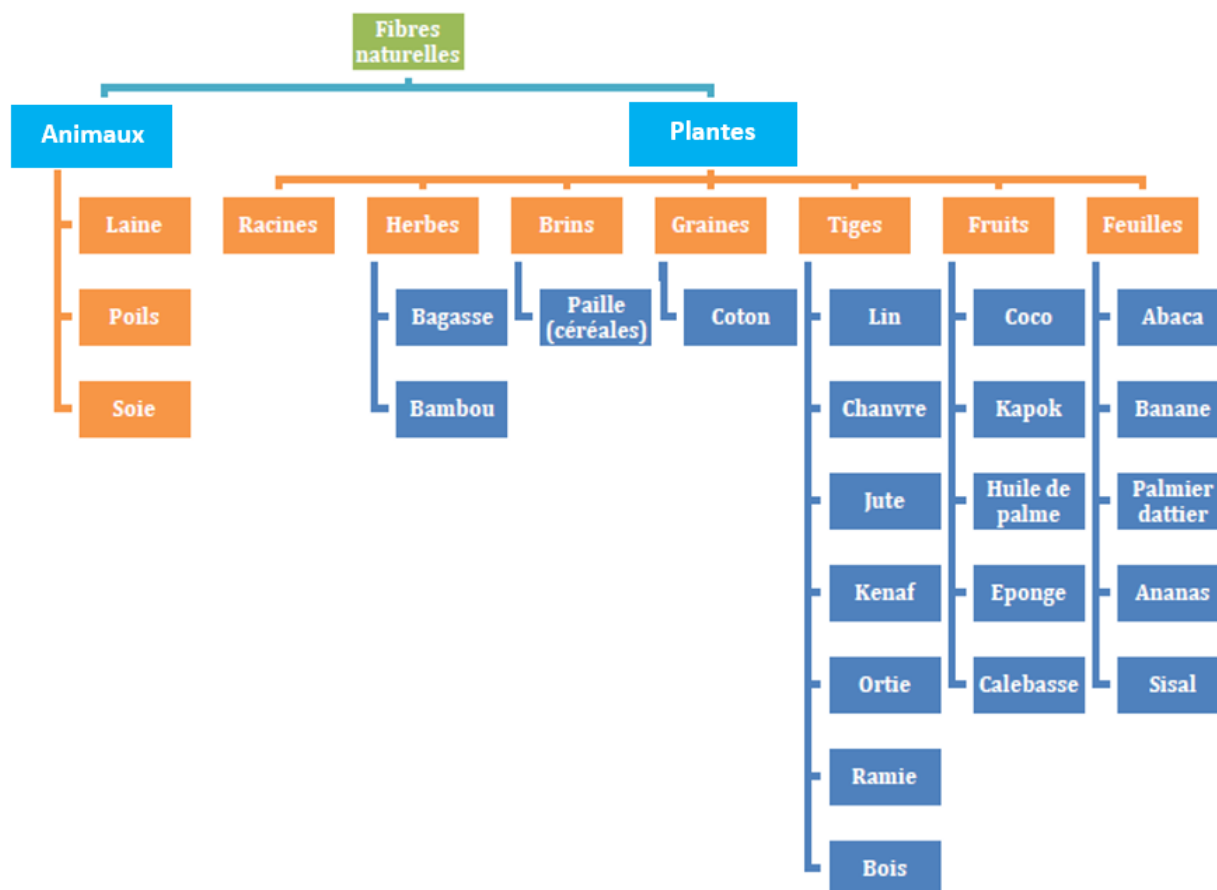 Fibres
naturelles
Animaux
Plantes
Laine
Racines
Herbes
Brins
Graines
Tiges
Fruits
Feuilles
Poils
Bagasse
Paille
(céréales)
Coton
Lin
Coco
Abaca
Soie
Bambou
Chanvre
Kapok
Banane
Jute
Huile de
palme
Palmier
dattier
Kenaf
Eponge
Ananas
Ortie
Calebasse
Sisal
Ramie
Bois